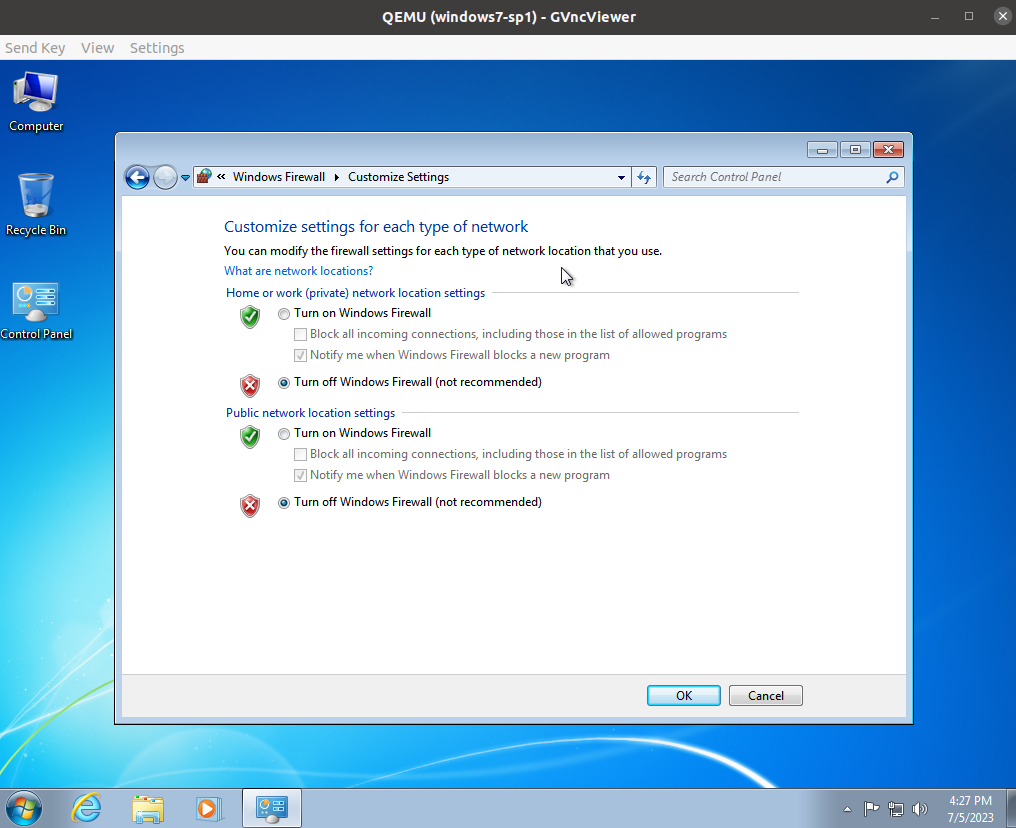 QEMU (windows7-sp1) - GVncViewer
Send Key View Settings
Computer
Recycle Bin
Control Panel
« Windows Firewall Customize Settings
Search Control Panel
Customize settings for each type of network
You can modify the firewall settings for each type of network location that you use.
What are network locations?
Home or work (private) network location settings
Turn on Windows Firewall
Block all incoming connections, including those in the list of allowed programs
Notify me when Windows Firewall blocks a new program
Turn off Windows Firewall (not recommended)
Public network location settings
Turn on Windows Firewall
Block all incoming connections, including those in the list of allowed programs
Notify me when Windows Firewall blocks a new program
Turn off Windows Firewall (not recommended)
OK Cancel
4:27 PM
7/5/2023